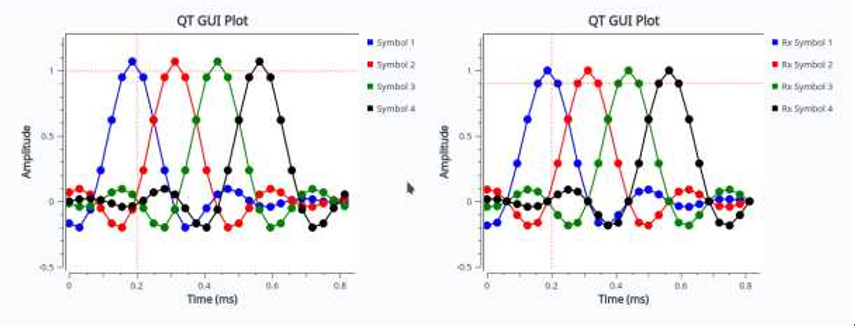 QT GUI Plot
Symbol 1
Symbol 2
Symbol 3
Symbol 4
1
0.5
0
-0.5
Amplitude
0
0.2
0.4
0.6
0.8
Time (ms)
QT GUI Plot
Rx Symbol 1
Rx Symbol 2
Rx Symbol 3
Rx Symbol 4
1
0.5
0
-0.5
Amplitude
0
0.2
0.4
0.6
0.8
Time (ms)